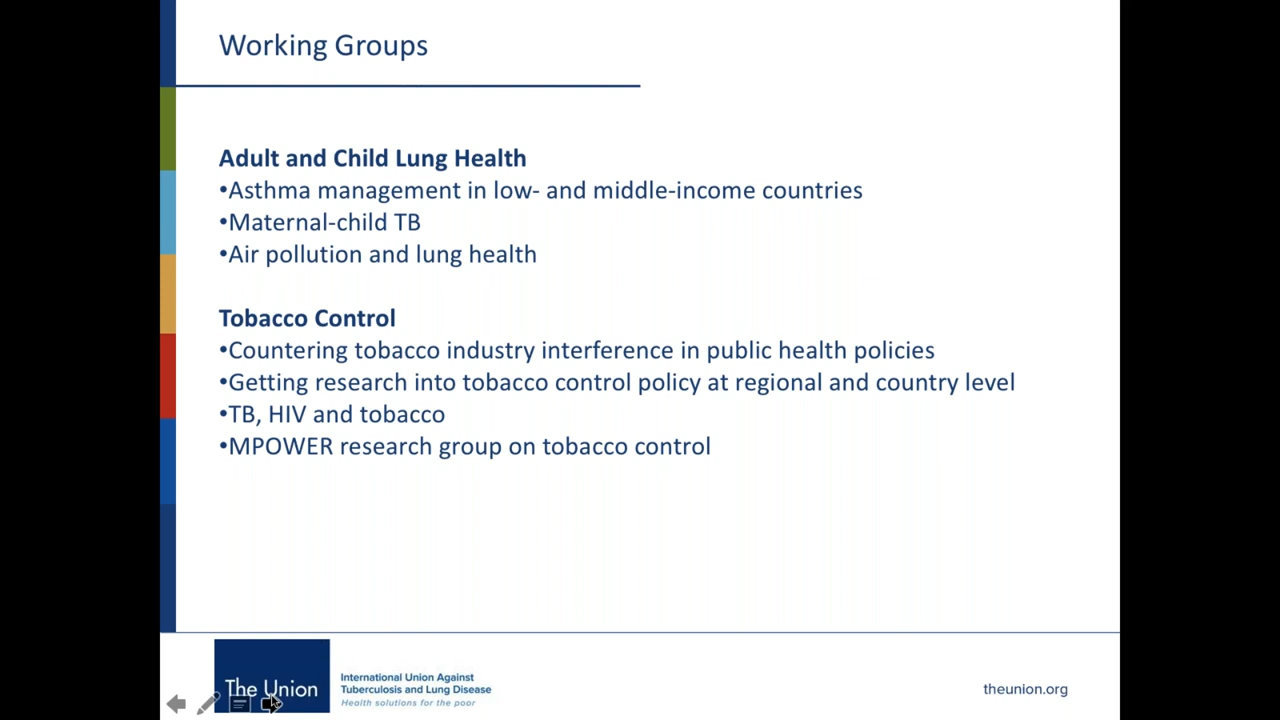 Working Groups
Adult and Child Lung Health
•Asthma management in low- and middle-income countries
•Maternal-child TB
•Air pollution and lung health
Tobacco Control
•Countering tobacco industry interference in public health policies
•Getting research into tobacco control policy at regional and country level
•TB, HIV and tobacco
•MPOWER research group on tobacco control
The Union
International Union Against
Tuberculosis and Lung Disease
Health solutions for the poor
theunion.org